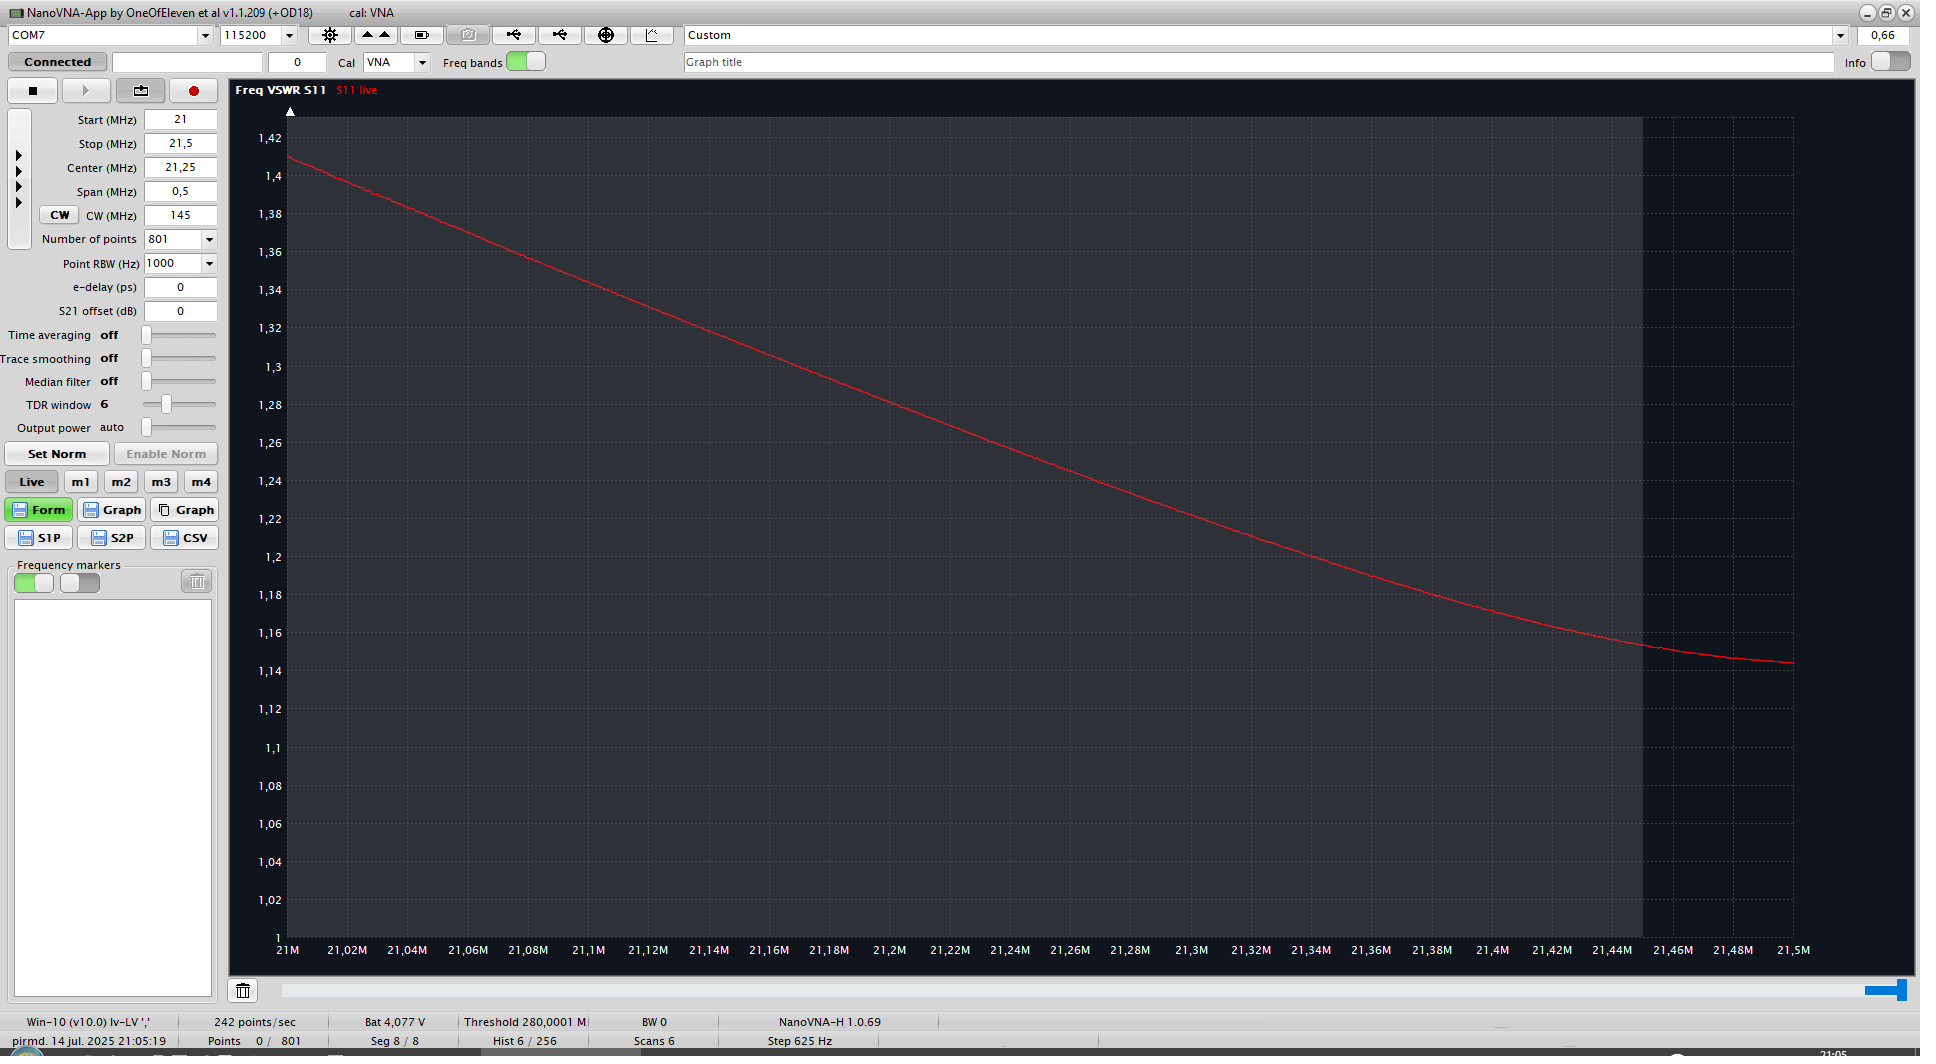 NanoVNA-App by OneOfEleven et al v1.1.209 (+OD18) cal: VNA
COM7 115200 Custom 0,66
Connected 0 Cal VNA Freq bands Graph title Info
Freq VSWR S11 S11 live
Start (MHz) 21
Stop (MHz) 21,5
Center (MHz) 21,25
Span (MHz) 0,5
CW CW (MHz) 145
Number of points 801
Point RBW (Hz) 1000
e-delay (ps) 0
S21 offset (dB) 0
Time averaging off
Trace smoothing off
Median filter off
TDR window 6
Output power auto
Set Norm Enable Norm
Live m1 m2 m3 m4
Form Graph Graph
S1P S2P CSV
Frequency markers
1,42
1,4
1,38
1,36
1,34
1,32
1,3
1,28
1,26
1,24
1,22
1,2
1,18
1,16
1,14
1,12
1,1
1,08
1,06
1,04
1,02
1
21M 21,02M 21,04M 21,06M 21,08M 21,1M 21,12M 21,14M 21,16M 21,18M 21,2M 21,22M 21,24M 21,26M 21,28M 21,3M 21,32M 21,34M 21,36M 21,38M 21,4M 21,42M 21,44M 21,46M 21,48M 21,5M
Win-10 (v10.0) lv-LV ',' 242 points/sec Bat 4,077 V Threshold 280,0001 M BW 0 NanoVNA-H 1.0.69
pirmd. 14 jul. 2025 21:05:19 Points 0 / 801 Seg 8 / 8 Hist 6 / 256 Scans 6 Step 625 Hz
21:05